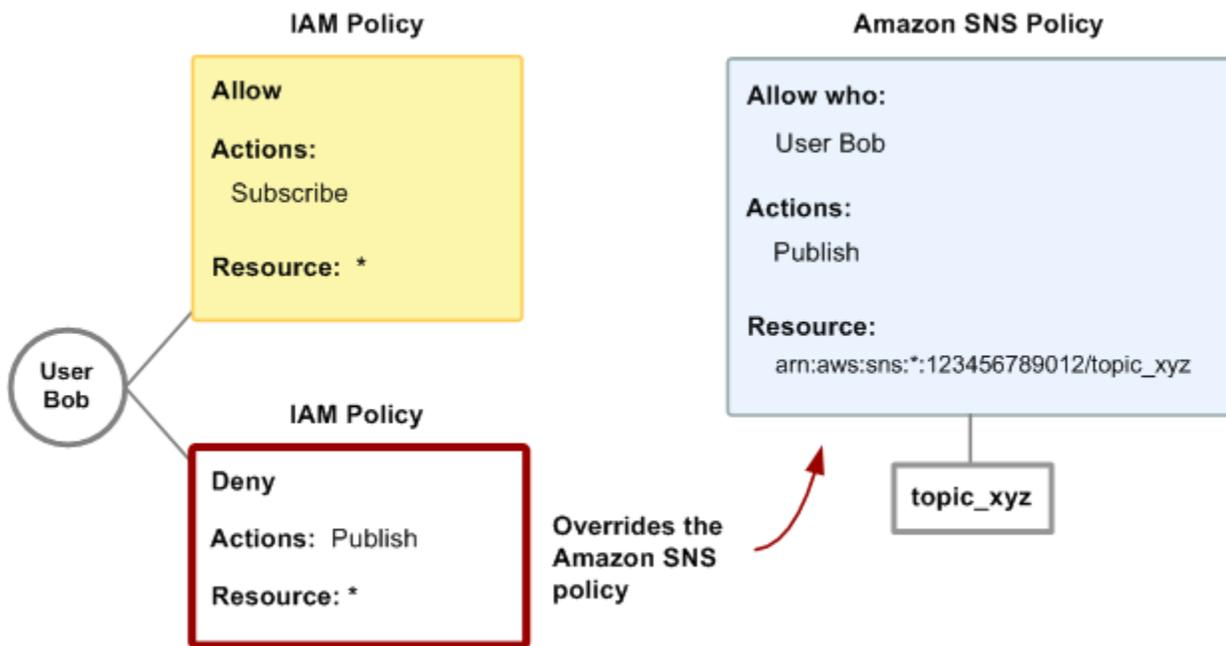 IAM Policy
Allow
Actions:
Subscribe
Resource: *
User
Bob
IAM Policy
Deny
Actions: Publish
Resource: *
Overrides the
Amazon SNS
policy
Amazon SNS Policy
Allow who:
User Bob
Actions:
Publish
Resource:
arn:aws:sns:*:123456789012/topic_xyz
topic_xyz